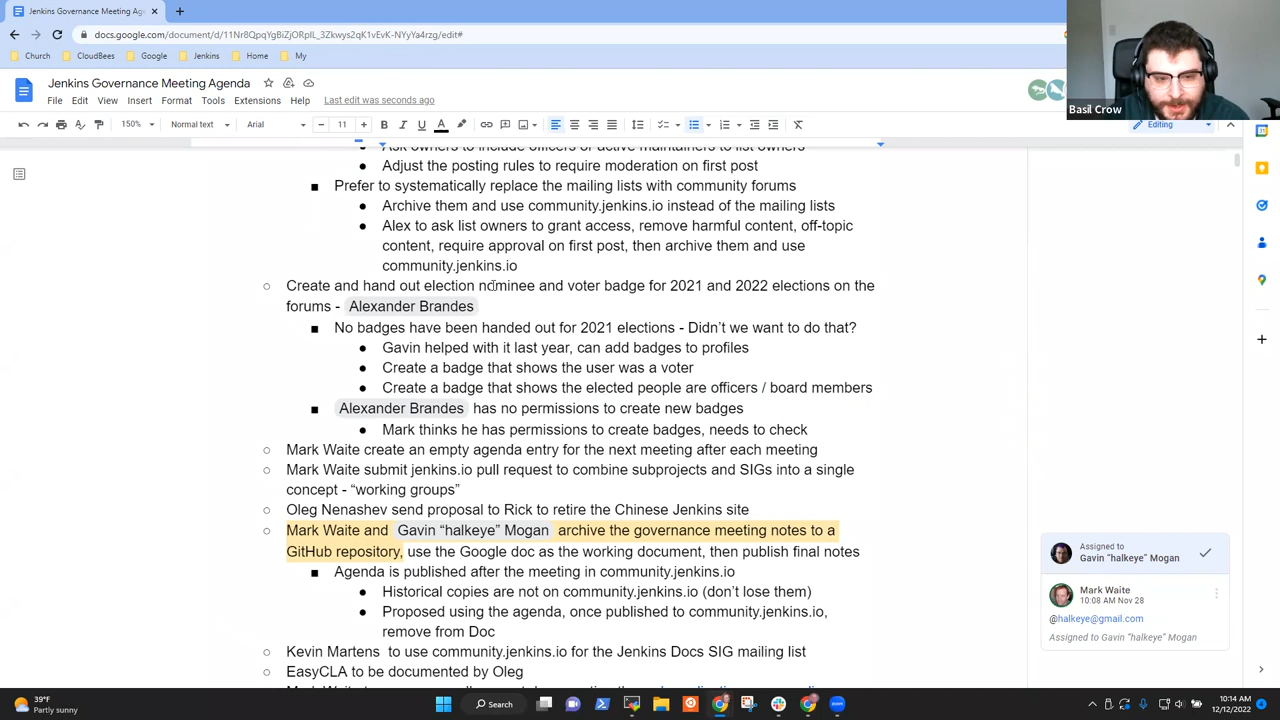 Jenkins Governance Meeting Age
docs.google.com/document/d/11Nr8QpqYgBiZjORpIL_3Zkwys2qK1vEvK-NYyYa4rzg/edit#
Church
CloudBees
Google
Jenkins
Home
My
Basil Crow
Jenkins Governance Meeting Agenda
File Edit View Insert Format Tools Extensions Help Last edit was seconds ago
150% Normal text Arial 11 Editing
Ask owners to include officers or active maintainers to list owners
Adjust the posting rules to require moderation on first post
Prefer to systematically replace the mailing lists with community forums
Archive them and use community.jenkins.io instead of the mailing lists
Alex to ask list owners to grant access, remove harmful content, off-topic
content, require approval on first post, then archive them and use
community.jenkins.io
Create and hand out election nominee and voter badge for 2021 and 2022 elections on the
forums - Alexander Brandes
No badges have been handed out for 2021 elections - Didn't we want to do that?
Gavin helped with it last year, can add badges to profiles
Create a badge that shows the user was a voter
Create a badge that shows the elected people are officers / board members
Alexander Brandes has no permissions to create new badges
Mark thinks he has permissions to create badges, needs to check
Mark Waite create an empty agenda entry for the next meeting after each meeting
Mark Waite submit jenkins.io pull request to combine subprojects and SIGs into a single
concept - “working groups”
Oleg Nenashev send proposal to Rick to retire the Chinese Jenkins site
Mark Waite and Gavin “halkeye” Mogan archive the governance meeting notes to a
GitHub repository, use the Google doc as the working document, then publish final notes
Agenda is published after the meeting in community.jenkins.io
Historical copies are not on community.jenkins.io (don't lose them)
Proceed using the agenda, once published to community.jenkins.io,
remove from Doc
Kevin Martens to use community.jenkins.io for the Jenkins Docs SIG mailing list
EasyCLA to be documented by Oleg
Assigned to
Gavin “halkeye” Mogan
Mark Waite
10:08 AM Nov 28
@halkeye@gmail.com
Assigned to Gavin “halkeye” Mogan
39°F
Partly sunny
Search
10:14 AM
12/12/2022